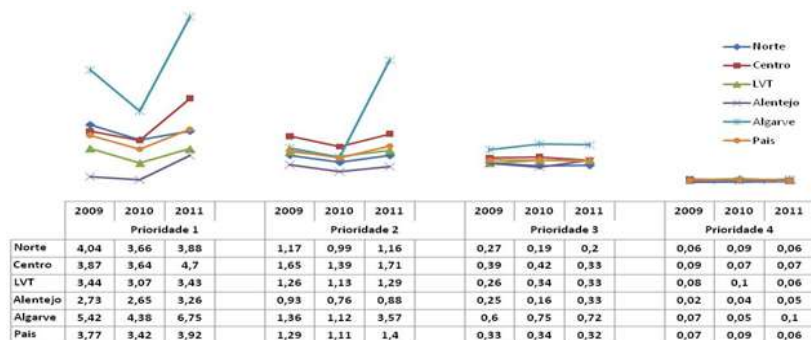 Norte
Centro
LVT
Alentejo
Algarve
Pais
2009 2010 2011 2009 2010 2011 2009 2010 2011 2009 2010 2011
Prioridade 1 Prioridade 2 Prioridade 3 Prioridade 4
Norte 4,04 3,66 3,88 1,17 0,99 1,16 0,27 0,19 0,2 0,06 0,09 0,06
Centro 3,87 3,64 4,7 1,65 1,39 1,71 0,39 0,42 0,33 0,09 0,07 0,07
LVT 3,44 3,07 3,43 1,26 1,13 1,29 0,26 0,34 0,33 0,08 0,1 0,06
Alentejo 2,73 2,65 3,26 0,93 0,76 0,88 0,25 0,16 0,33 0,02 0,04 0,05
Algarve 5,42 4,38 6,75 1,36 1,12 3,57 0,6 0,75 0,72 0,07 0,05 0,1
Pais 3,77 3,42 3,92 1,29 1,11 1,4 0,33 0,34 0,32 0,07 0,09 0,06